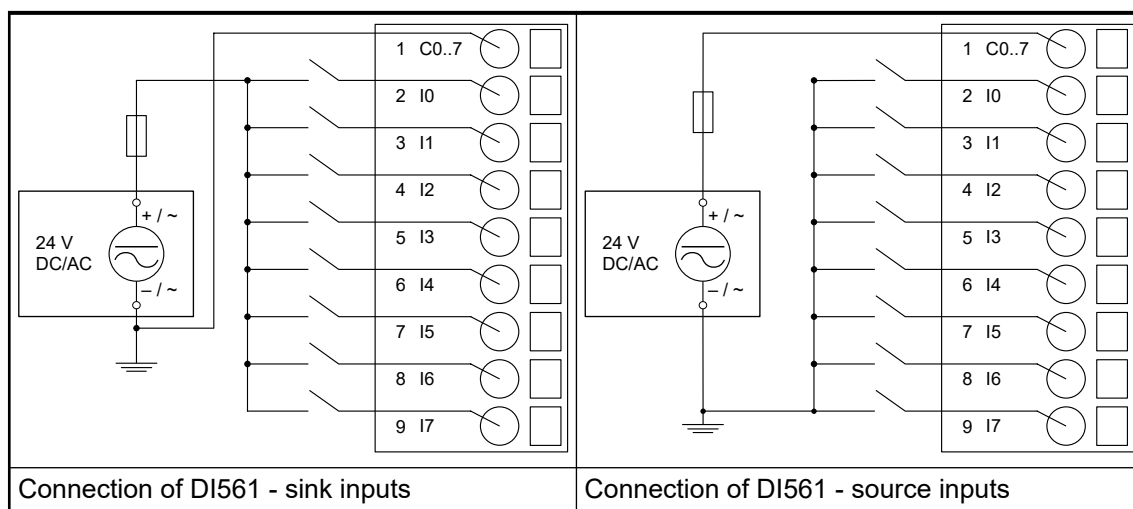 1 C0..7
2 I0
3 I1
4 I2
5 I3
6 I4
7 I5
8 I6
9 I7
+ / ~
24 V
DC/AC
– / ~
Connection of DI561 - sink inputs
1 C0..7
2 I0
3 I1
4 I2
5 I3
6 I4
7 I5
8 I6
9 I7
+ / ~
24 V
DC/AC
– / ~
Connection of DI561 - source inputs